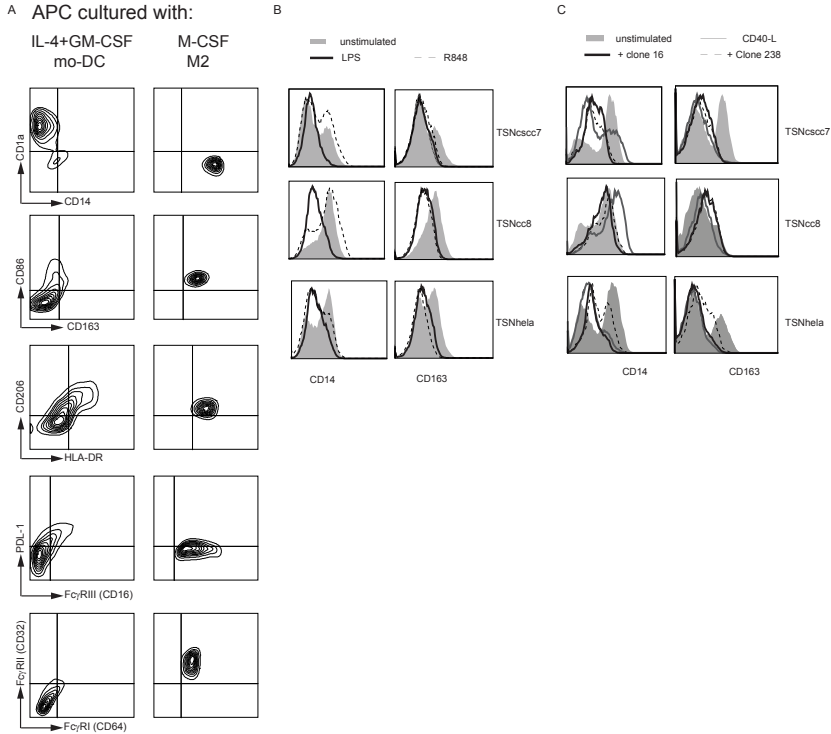 A APC cultured with:
IL-4+GM-CSF
mo-DC
M-CSF
M2
CD1a
CD14
CD86
CD163
CD206
HLA-DR
PDL-1
FcγRIII (CD16)
FcγRII (CD32)
FcγRI (CD64)
B
unstimulated
LPS
R848
TSNcscc7
TSNcc8
TSNhela
CD14
CD163
C
unstimulated
CD40-L
+ clone 16
+ Clone 238
TSNcscc7
TSNcc8
TSNhela
CD14
CD163